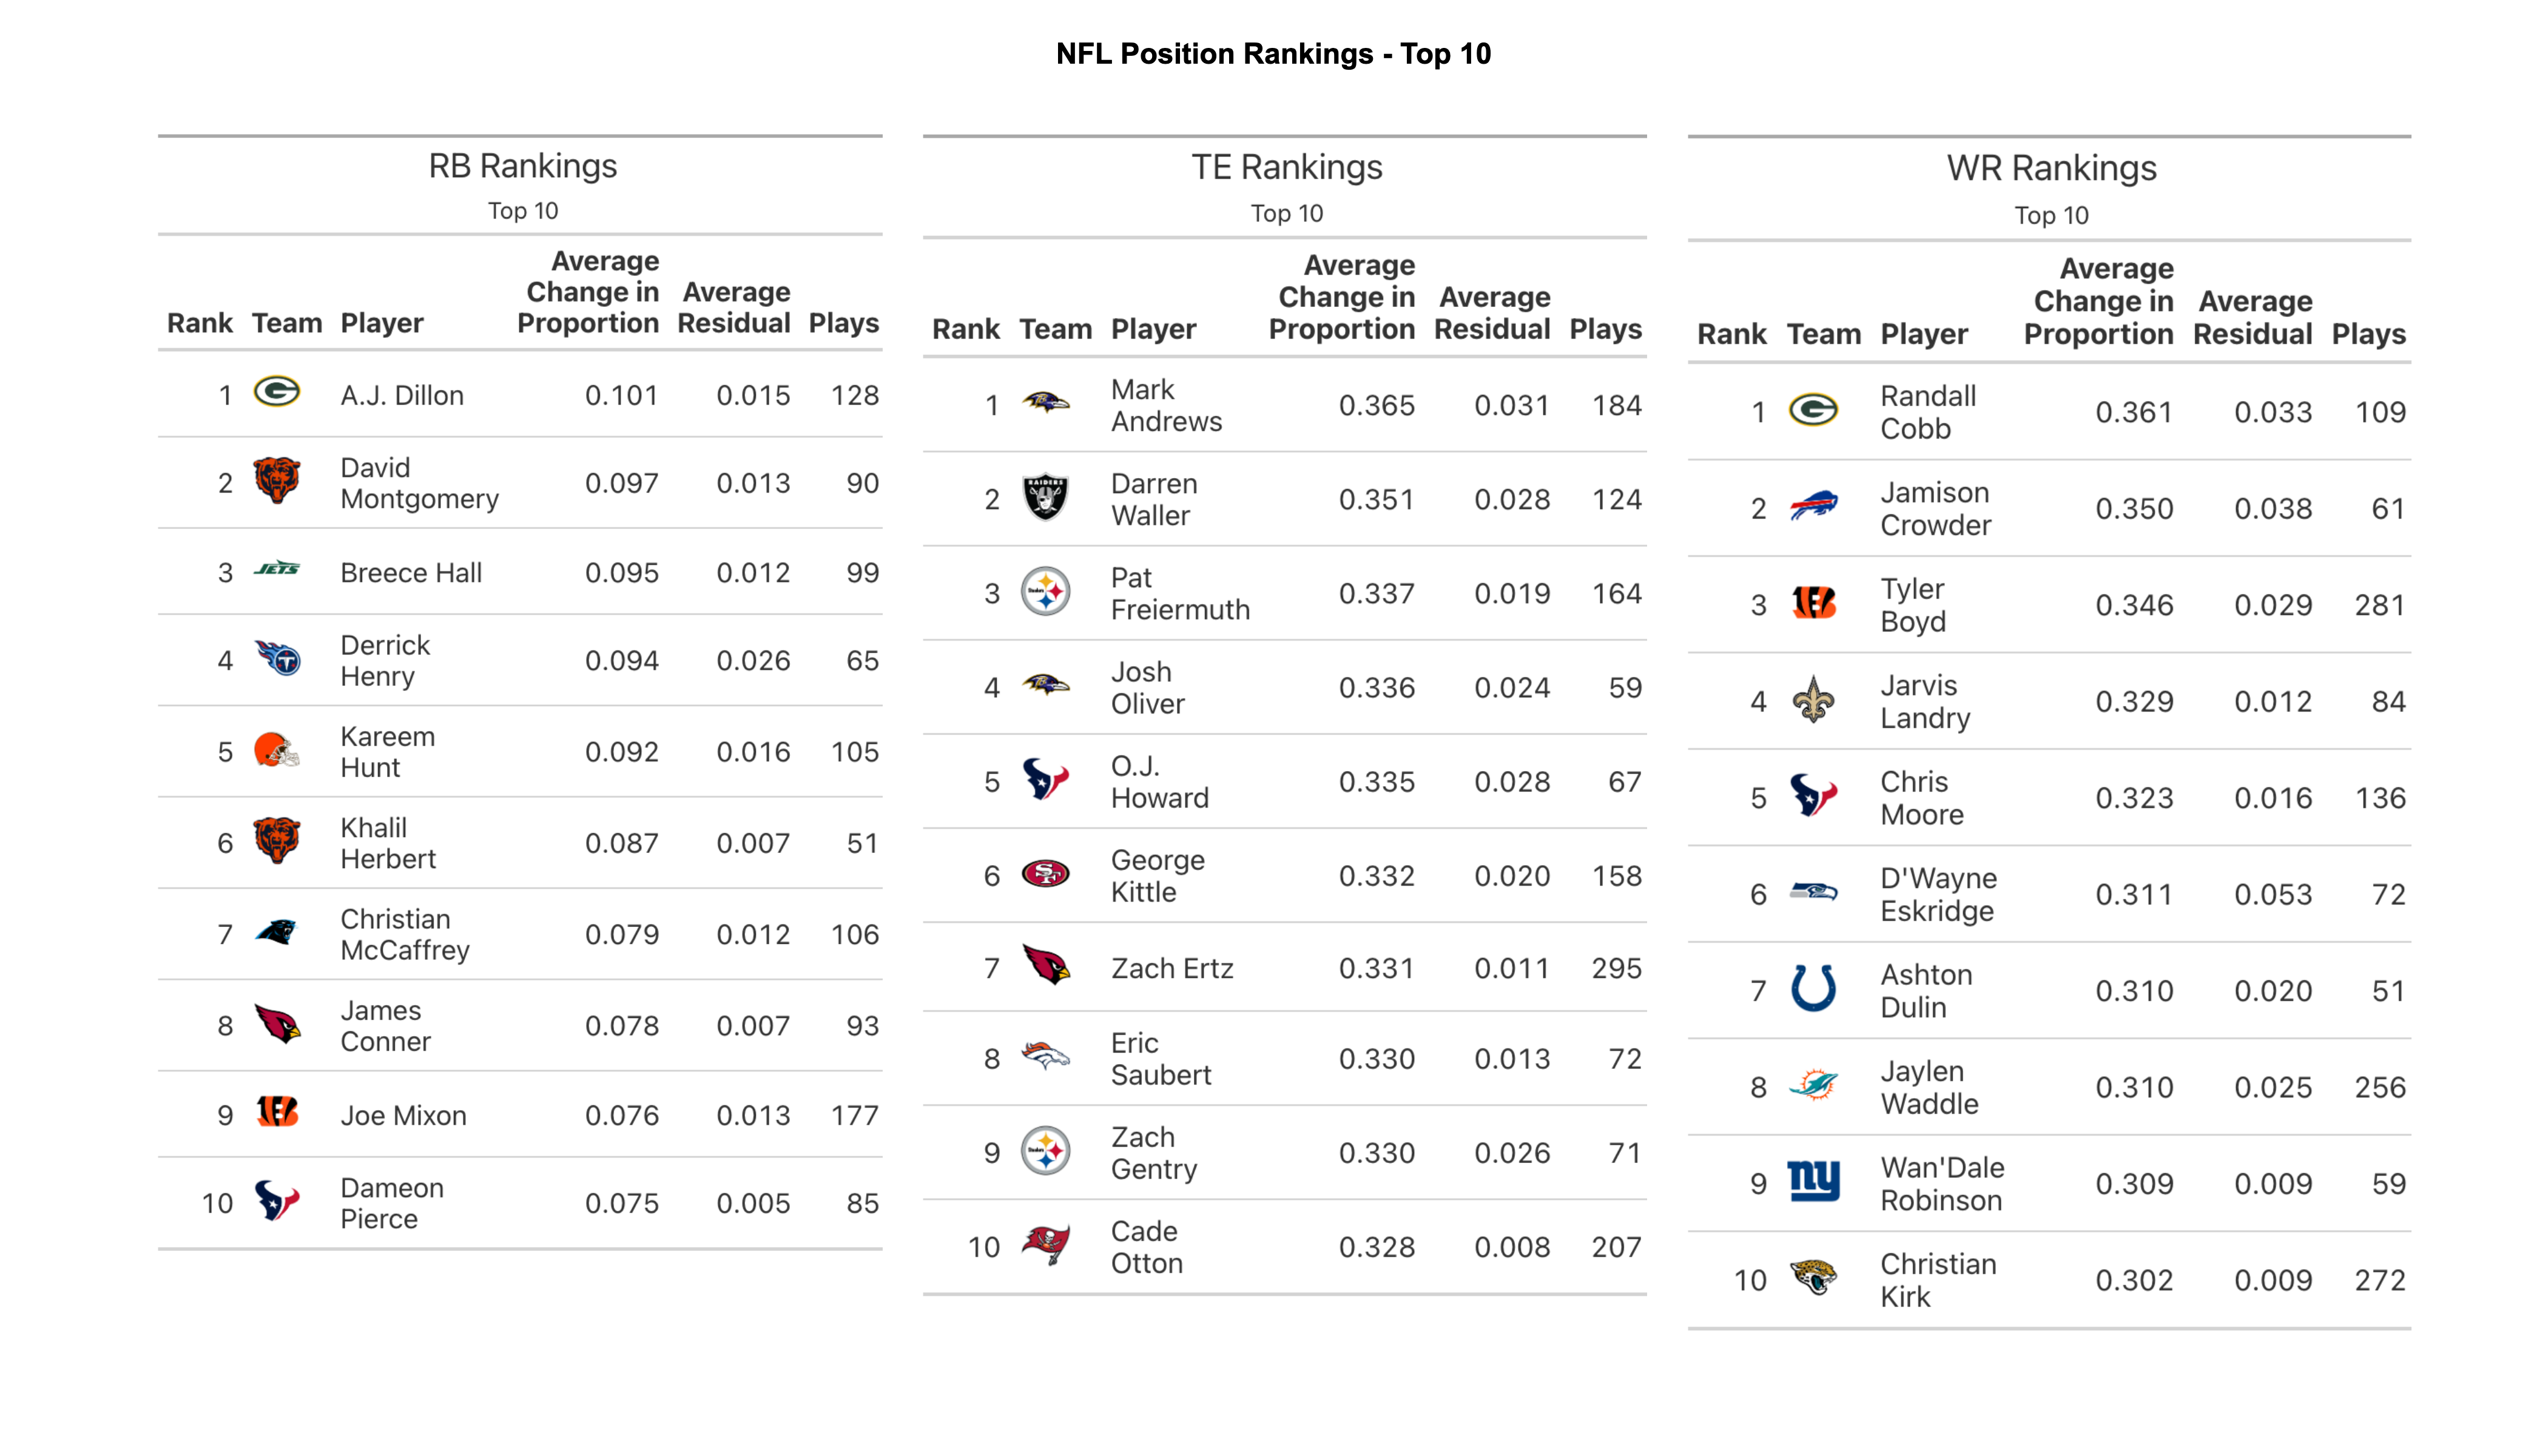 NFL Position Rankings - Top 10
RB Rankings
Top 10
Average
Change in Average
Rank Team Player Proportion Residual Plays
1 A.J. Dillon 0.101 0.015 128
David
2 0.097 0.013 90
Montgomery
3 JETS Breece Hall 0.095 0.012 99
Derrick
4 T 0.094 0.026 65
Henry
Kareem
5 0.092 0.016 105
Hunt
Khalil
6 0.087 0.007 51
Herbert
Christian
7 0.079 0.012 106
McCaffrey
James
8 0.078 0.007 93
Conner
9 Joe Mixon 0.076 0.013 177
Dameon
10 0.075 0.005 85
Pierce
TE Rankings
Top 10
Average
Change in Average
Rank Team Player Proportion Residual Plays
Mark
1 0.365 0.031 184
Andrews
Darren
2 RAIDERS 0.351 0.028 124
Waller
Pat
3 Steelers 0.337 0.019 164
Freiermuth
Josh
4 0.336 0.024 59
Oliver
O.J.
5 0.335 0.028 67
Howard
George
6 SF 0.332 0.020 158
Kittle
7 Zach Ertz 0.331 0.011 295
Eric
8 0.330 0.013 72
Saubert
Zach
9 Steelers 0.330 0.026 71
Gentry
Cade
10 0.328 0.008 207
Otton
WR Rankings
Top 10
Average
Change in Average
Rank Team Player Proportion Residual Plays
Randall
1 G 0.361 0.033 109
Cobb
Jamison
2 0.350 0.038 61
Crowder
Tyler
3 0.346 0.029 281
Boyd
Jarvis
4 0.329 0.012 84
Landry
Chris
5 0.323 0.016 136
Moore
D'Wayne
6 0.311 0.053 72
Eskridge
Ashton
7 0.310 0.020 51
Dulin
Jaylen
8 0.310 0.025 256
Waddle
Wan'Dale
9 ny 0.309 0.009 59
Robinson
Christian
10 0.302 0.009 272
Kirk